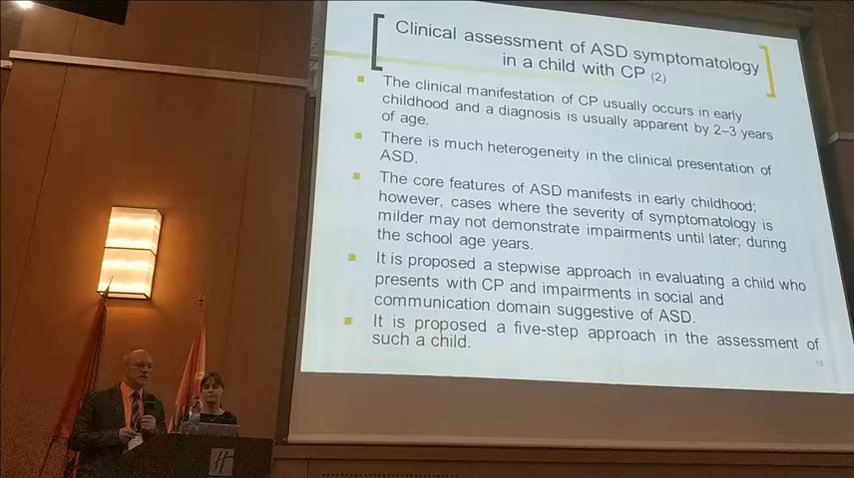 Clinical assessment of ASD symptomatology
in a child with CP (2)
The clinical manifestation of CP usually occurs in early
childhood and a diagnosis is usually apparent by 2–3 years
of age.
There is much heterogeneity in the clinical presentation of
ASD.
The core features of ASD manifests in early childhood;
however, cases where the severity of symptomatology is
milder may not demonstrate impairments until later; during
the school age years.
It is proposed a stepwise approach in evaluating a child who
presents with CP and impairments in social and
communication domain suggestive of ASD.
It is proposed a five-step approach in the assessment of
such a child.
H